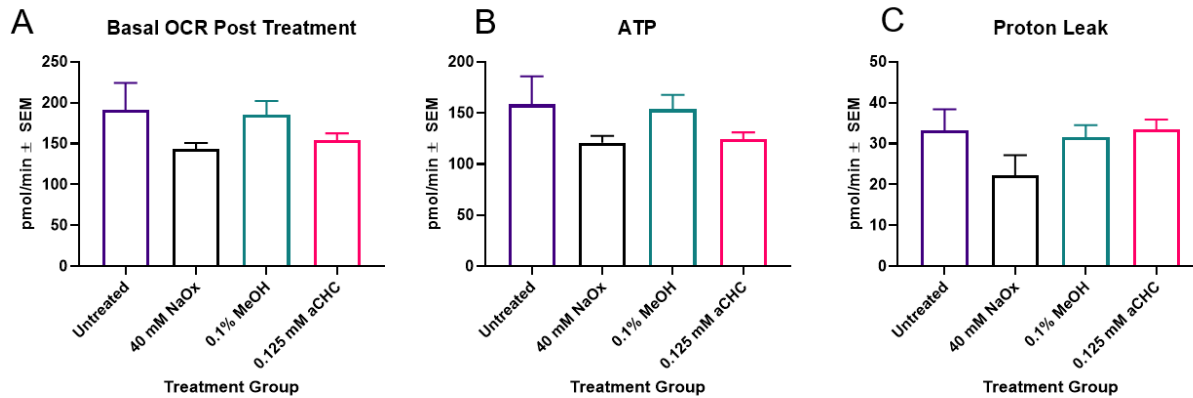 A
Basal OCR Post Treatment
pmol/min ± SEM
250
200
150
100
50
0
Untreated
40 mM NaOx
0.1% MeOH
0.125 mM aCHC
Treatment Group
B
ATP
pmol/min ± SEM
200
150
100
50
0
Untreated
40 mM NaOx
0.1% MeOH
0.125 mM aCHC
Treatment Group
C
Proton Leak
pmol/min ± SEM
50
40
30
20
10
0
Untreated
40 mM NaOx
0.1% MeOH
0.125 mM aCHC
Treatment Group